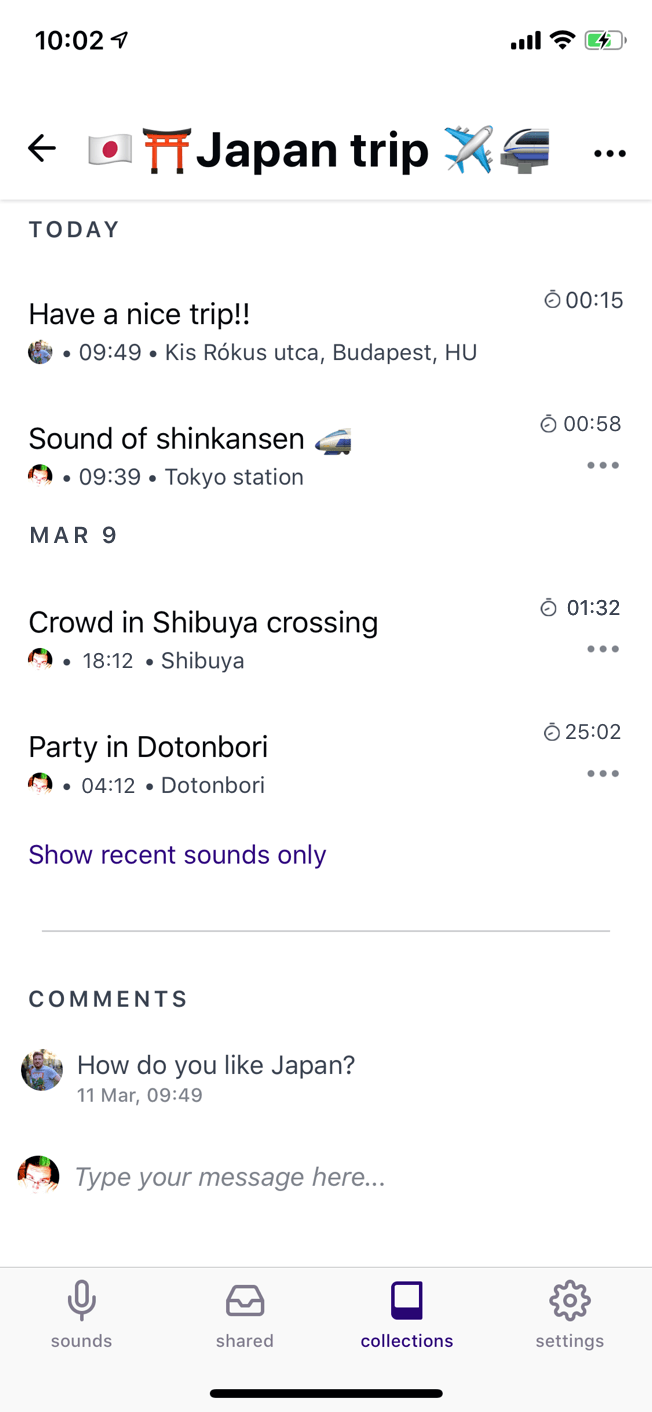 10:02
🇯🇵 ⛩️Japan trip ✈️🚝
TODAY
Have a nice trip!!
00:15
• 09:49 • Kis Rókus utca, Budapest, HU
Sound of shinkansen 🚅
00:58
• 09:39 • Tokyo station
MAR 9
Crowd in Shibuya crossing
01:32
• 18:12 • Shibuya
Party in Dotonbori
25:02
• 04:12 • Dotonbori
Show recent sounds only
COMMENTS
How do you like Japan?
11 Mar, 09:49
Type your message here...
sounds shared collections settings